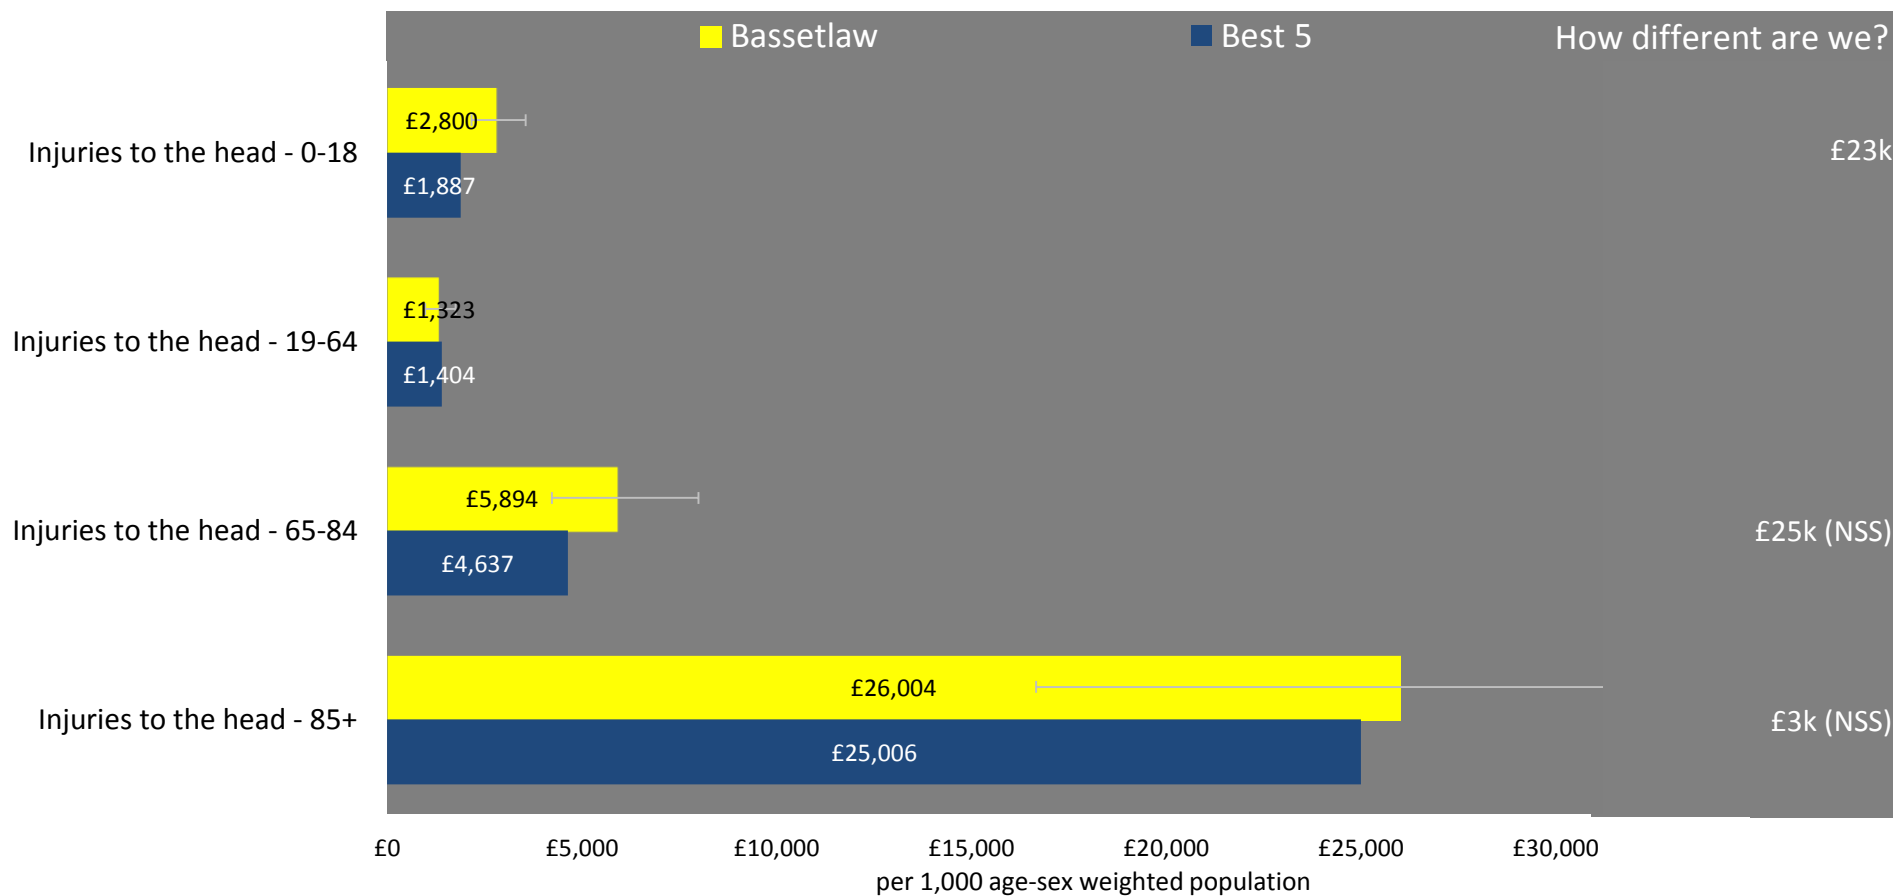 Bassetlaw Best 5 How different are we?
Injuries to the head - 0-18 £2,800 £23k
£1,887
Injuries to the head - 19-64 £1,323
£1,404
Injuries to the head - 65-84 £5,894 £25k (NSS)
£4,637
Injuries to the head - 85+ £26,004 £3k (NSS)
£25,006
£0 £5,000 £10,000 £15,000 £20,000 £25,000 £30,000
per 1,000 age-sex weighted population